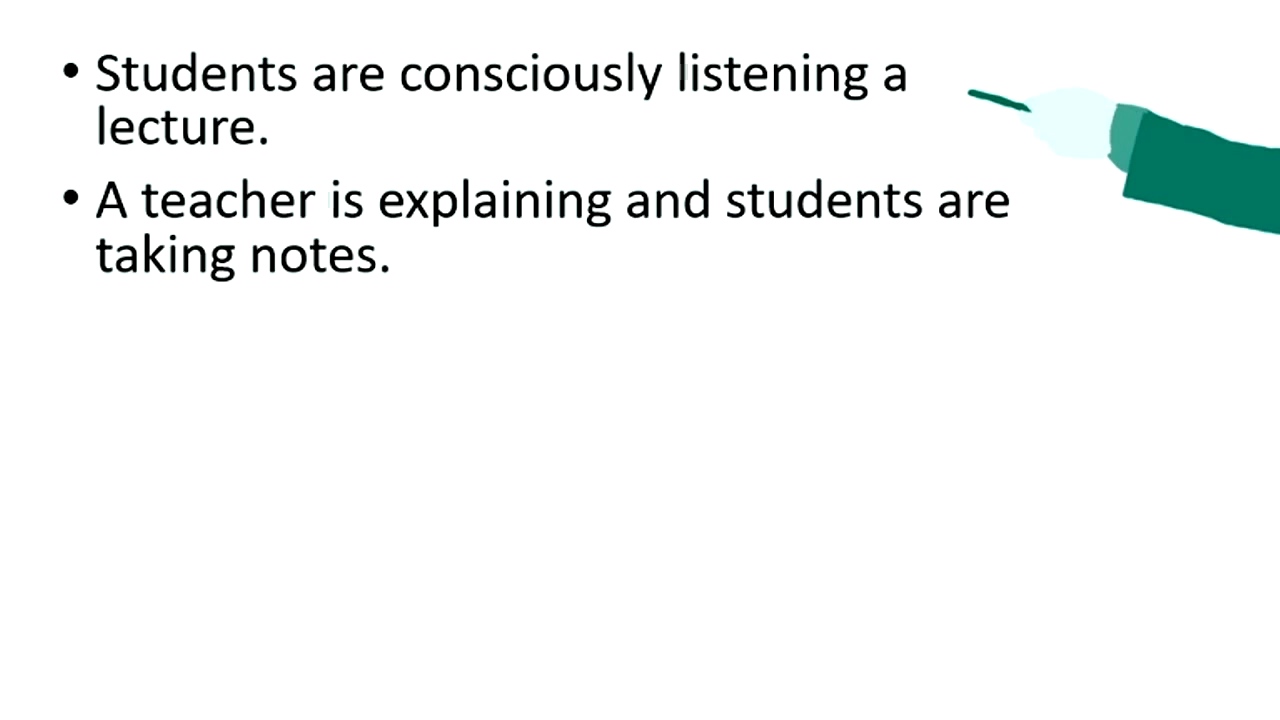 • Students are consciously listening a
lecture.
• A teacher is explaining and students are
taking notes.